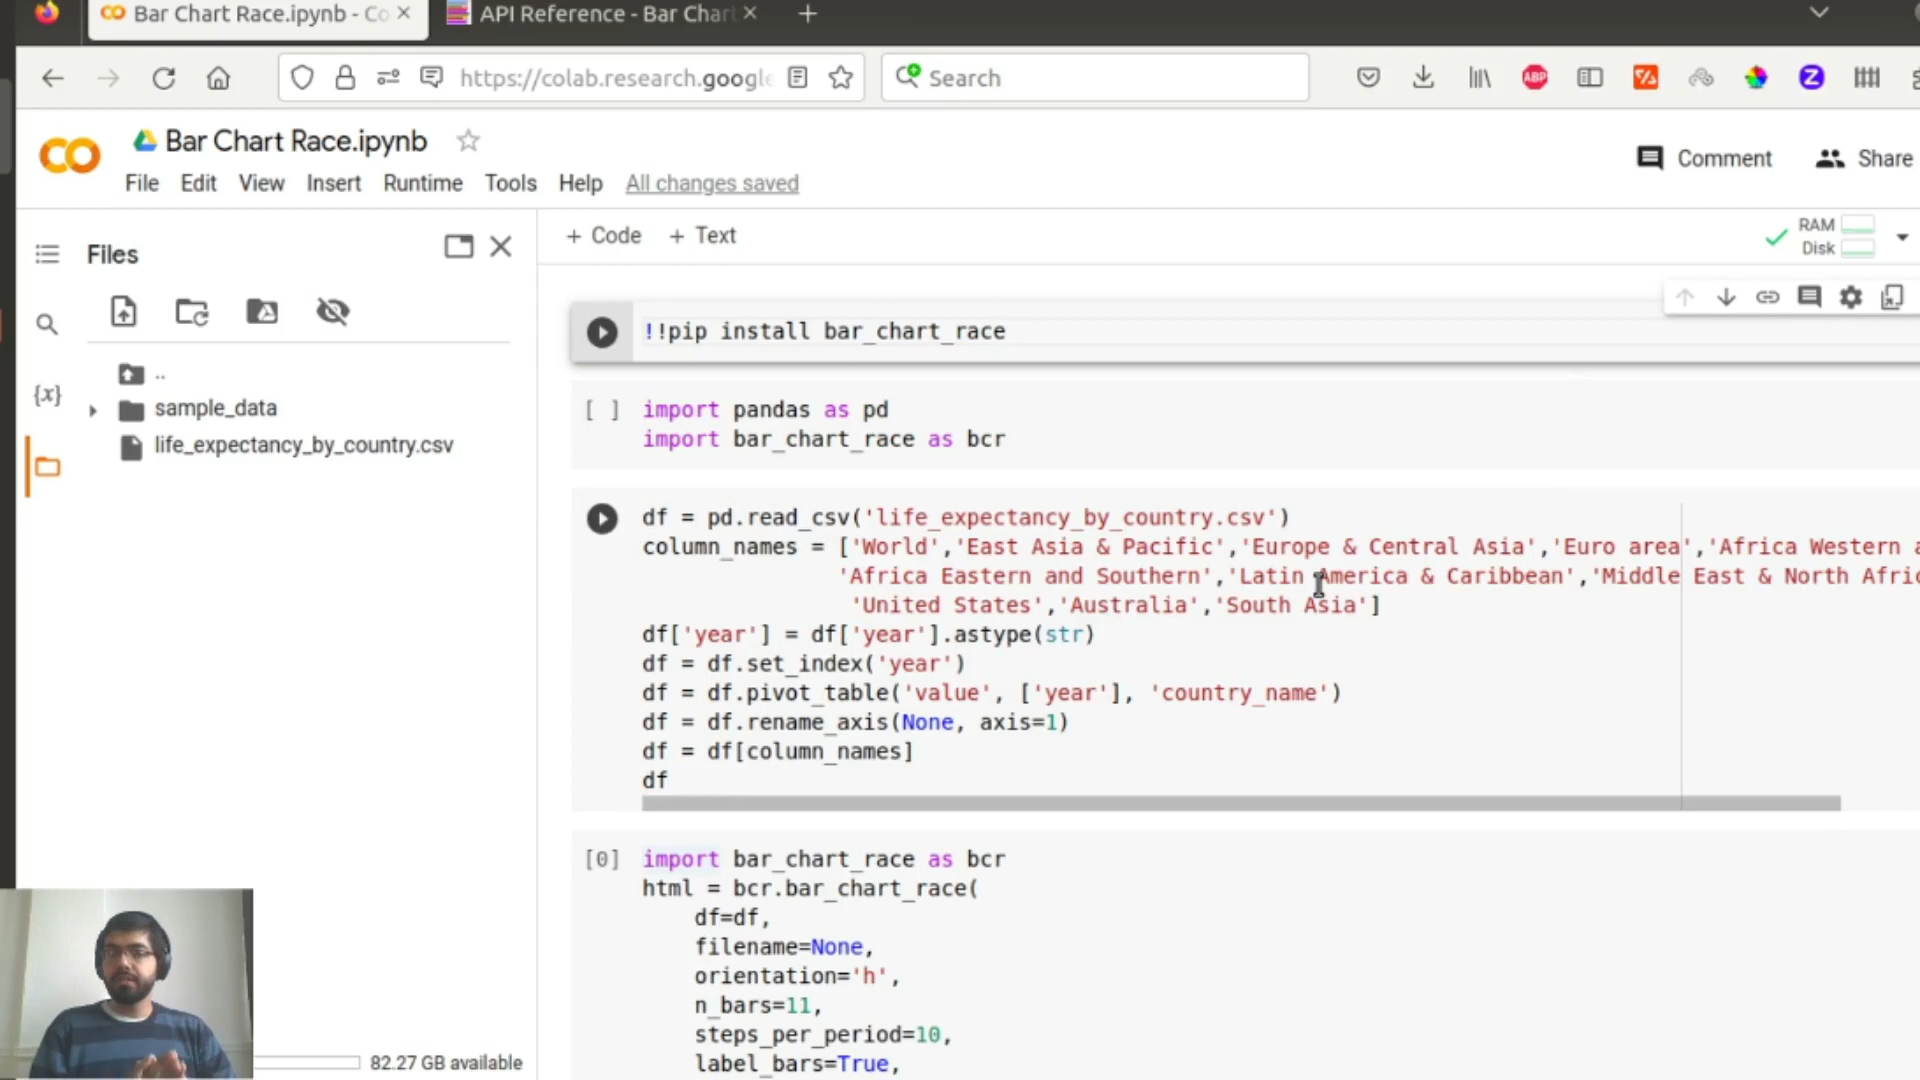 Bar Chart Race.ipynb - Co
API Reference - Bar Chart
https://colab.research.google
Search
ABP
Z
Bar Chart Race.ipynb
Comment
Share
File Edit View Insert Runtime Tools Help All changes saved
Files
+ Code + Text
RAM
Disk
..
sample_data
{x}
life_expectancy_by_country.csv
82.27 GB available
!!pip install bar_chart_race
[ ] import pandas as pd
import bar_chart_race as bcr
df = pd.read_csv('life_expectancy_by_country.csv')
column_names = ['World','East Asia & Pacific','Europe & Central Asia','Euro area','Africa Western a
'Africa Eastern and Southern','Latin America & Caribbean','Middle East & North Afric
'United States','Australia','South Asia']
df['year'] = df['year'].astype(str)
df = df.set_index('year')
df = df.pivot_table('value', ['year'], 'country_name')
df = df.rename_axis(None, axis=1)
df = df[column_names]
df
[0] import bar_chart_race as bcr
html = bcr.bar_chart_race(
df=df,
filename=None,
orientation='h',
n_bars=11,
steps_per_period=10,
label_bars=True,